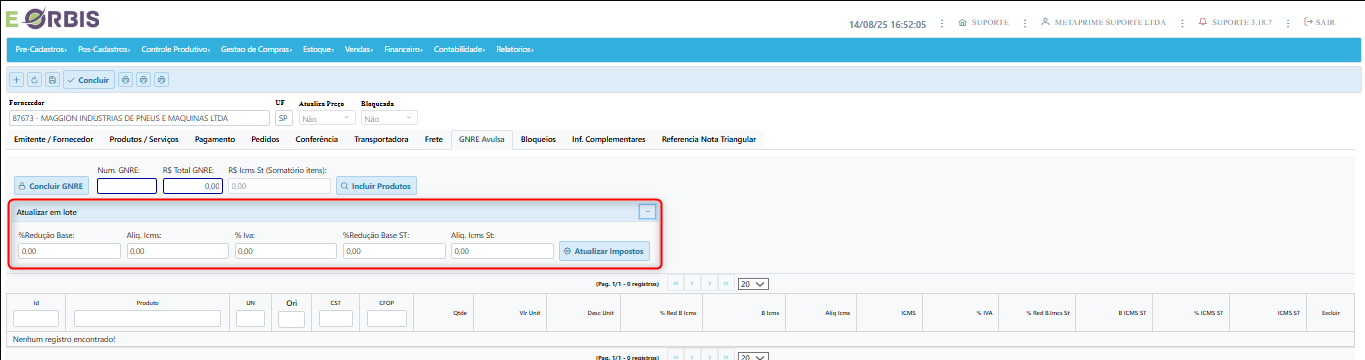 E ORBIS
14/08/25 16:52:05 SUPORTE METAPRIME SUPORTE LTDA SUPORTE 3.18.7 SAIR
Pre-Cadastros Pos-Cadastros Controle Produtivo Gestao de Compras Estoque Vendas Financeiro Contabilidade Relatorios
Concluir
Fornecedor UF Atualiza Preço Bloqueada
87673 - MAGGION INDUSTRIAS DE PNEUS E MAQUINAS LTDA SP Não Não
Emitente / Fornecedor Produtos / Serviços Pagamento Pedidos Conferência Transportadora Frete GNRE Avulsa Bloqueios Inf. Complementares Referencia Nota Triangular
Num. GNRE: R$ Total GNRE: R$ Icms St (Somatório itens):
Concluir GNRE 0,00 0,00 Incluir Produtos
Atualizar em lote
%Redução Base: Aliq. Icms: % Iva: %Redução Base ST: Aliq. Icms St:
0,00 0,00 0,00 0,00 0,00 Atualizar Impostos
(Pag. 1/1 - 0 registros) 20
Id Produto UN Ori CST CFOP Qtde Vlr Unit Desc Unit % Red B Icms B Icms Aliq Icms ICMS % IVA % Red B.Imcs St B ICMS ST % ICMS ST ICMS ST Excluir
Nenhum registro encontrado!
(Pag. 1/1 - 0 registros) 20